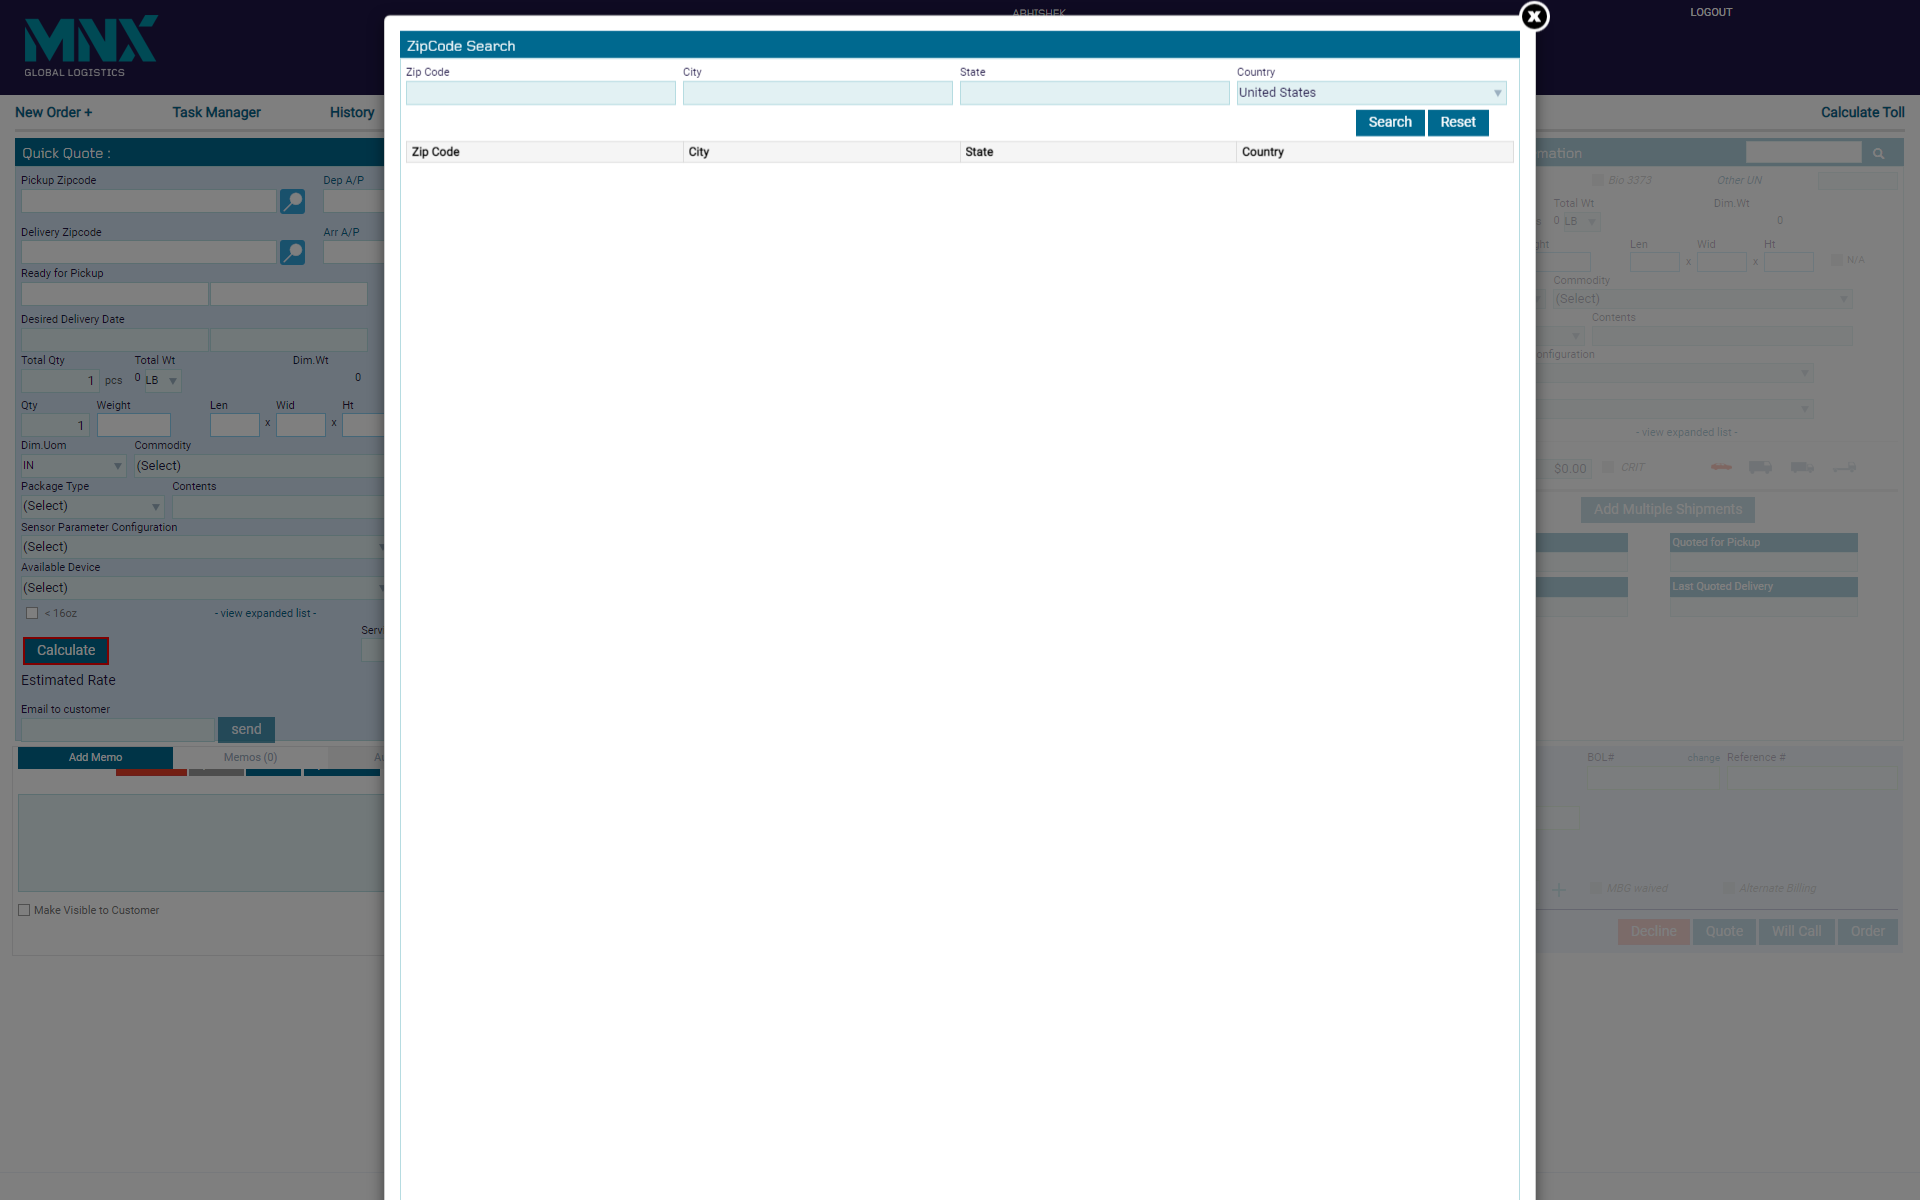 MNX
GLOBAL LOGISTICS
LOGOUT
New Order +
Task Manager
History
Calculate Toll
Quick Quote :
Pickup Zipcode
Dep A/P
Delivery Zipcode
Arr A/P
Ready for Pickup
Desired Delivery Date
Total Qty
Total Wt
Dim.Wt
1 pcs
0 LB
0
Qty
Weight
Len
Wid
Ht
1
x
x
Dim.Uom
Commodity
IN
(Select)
Package Type
Contents
(Select)
Sensor Parameter Configuration
(Select)
Available Device
(Select)
< 16oz
- view expanded list -
Calculate
Estimated Rate
Email to customer
send
Add Memo
Memos (0)
Make Visible to Customer
ZipCode Search
Zip Code
City
State
Country
United States
Search
Reset
Zip Code
City
State
Country
Bio 3373
Other UN
Total Wt
Dim.Wt
0 LB
0
Len
Wid
Ht
x
x
N/A
Commodity
(Select)
Contents
- view expanded list -
$0.00
CRIT
Add Multiple Shipments
Quoted for Pickup
Last Quoted Delivery
BOL#
change
Reference #
MBG waived
Alternate Billing
Decline
Quote
Will Call
Order